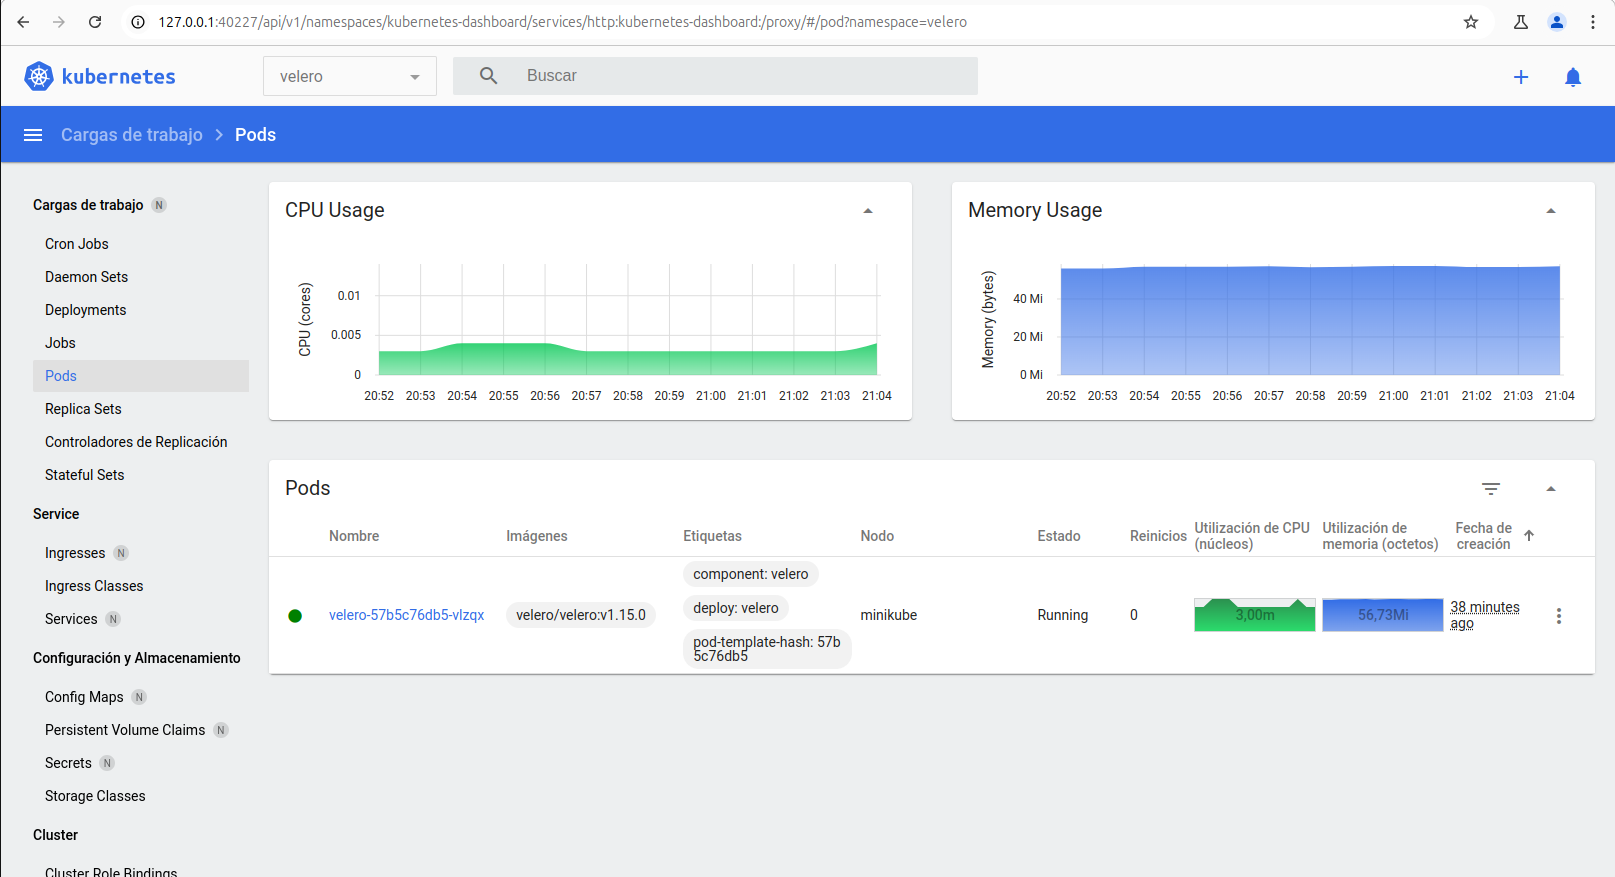 127.0.0.1:40227/api/v1/namespaces/kubernetes-dashboard/services/http:kubernetes-dashboard:/proxy/#/pod?namespace=velero
kubernetes
velero
Buscar
Cargas de trabajo
Pods
Cargas de trabajo N
Cron Jobs
Daemon Sets
Deployments
Jobs
Pods
Replica Sets
Controladores de Replicación
Stateful Sets
Service
Ingresses N
Ingress Classes
Services N
Configuración y Almacenamiento
Config Maps N
Persistent Volume Claims N
Secrets N
Storage Classes
Cluster
Cluster Role Bindings
CPU Usage
CPU (cores)
0.01
0.005
0
20:52 20:53 20:54 20:55 20:56 20:57 20:58 20:59 21:00 21:01 21:02 21:03 21:04
Memory Usage
Memory (bytes)
40 Mi
20 Mi
0 Mi
20:52 20:53 20:54 20:55 20:56 20:57 20:58 20:59 21:00 21:01 21:02 21:03 21:04
Pods
Nombre
Imágenes
Etiquetas
Nodo
Estado
Reinicios
Utilización de CPU
(núcleos)
Utilización de
memoria (octetos)
Fecha de
creación
velero-57b5c76db5-vlzqx
velero/velero:v1.15.0
component: velero
deploy: velero
pod-template-hash: 57b
5c76db5
minikube
Running
0
3,00m
56,73Mi
38 minutes
ago